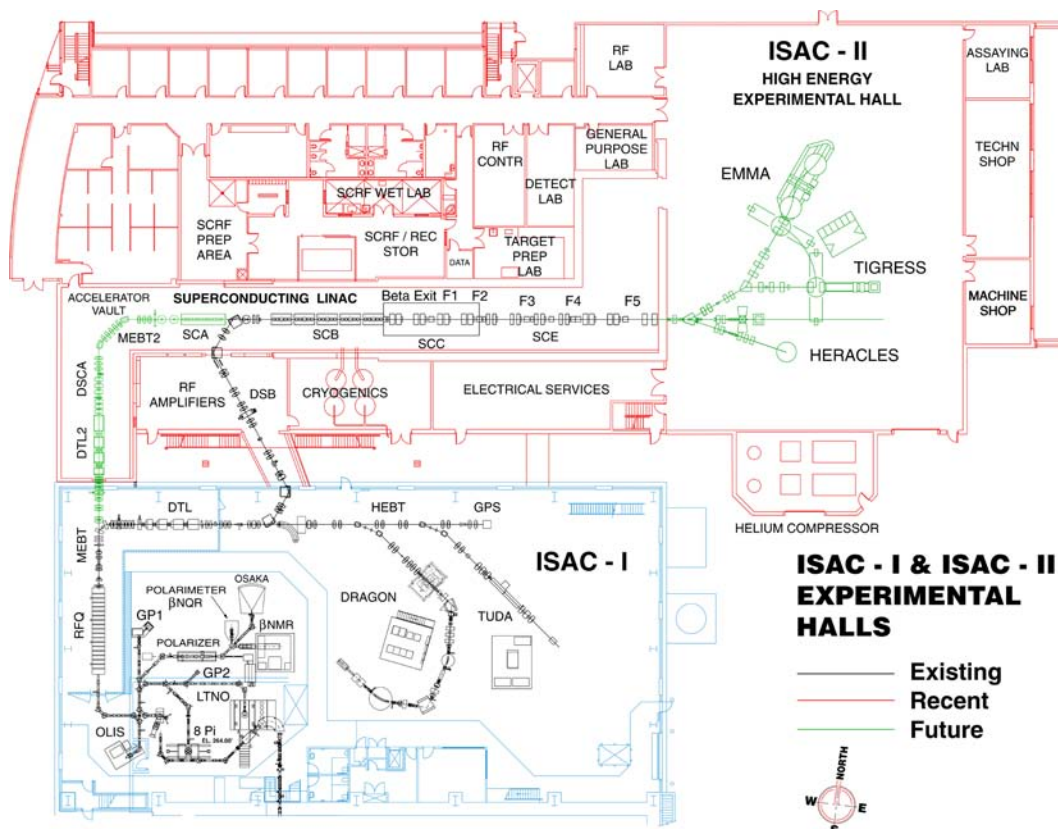 RF
LAB
ISAC - II
HIGH ENERGY
EXPERIMENTAL HALL
ASSAYING
LAB
RF
CONTR
GENERAL
PURPOSE
LAB
TECHN
SHOP
EMMA
SCRF WET LAB
DETECT
LAB
SCRF
PREP
AREA
SCRF / REC
STOR
DATA
TARGET
PREP
LAB
TIGRESS
ACCELERATOR
VAULT
SUPERCONDUCTING LINAC
Beta Exit F1 F2
F3 F4 F5
MACHINE
SHOP
MEBT2
SCA
SCB
SCC
SCE
HERACLES
DSCA
RF
AMPLIFIERS
DSB
CRYOGENICS
ELECTRICAL SERVICES
DTL2
HELIUM COMPRESSOR
MEBT
DTL
HEBT
GPS
ISAC - I
RFQ
POLARIMETER
βNQR
OSAKA
GP1
βNMR
POLARIZER
DRAGON
TUDA
GP2
LTNO
OLIS
8 Pi
EL. 264.00'
ISAC - I & ISAC - II
EXPERIMENTAL
HALLS
Existing
Recent
Future
NORTH
W
E
S